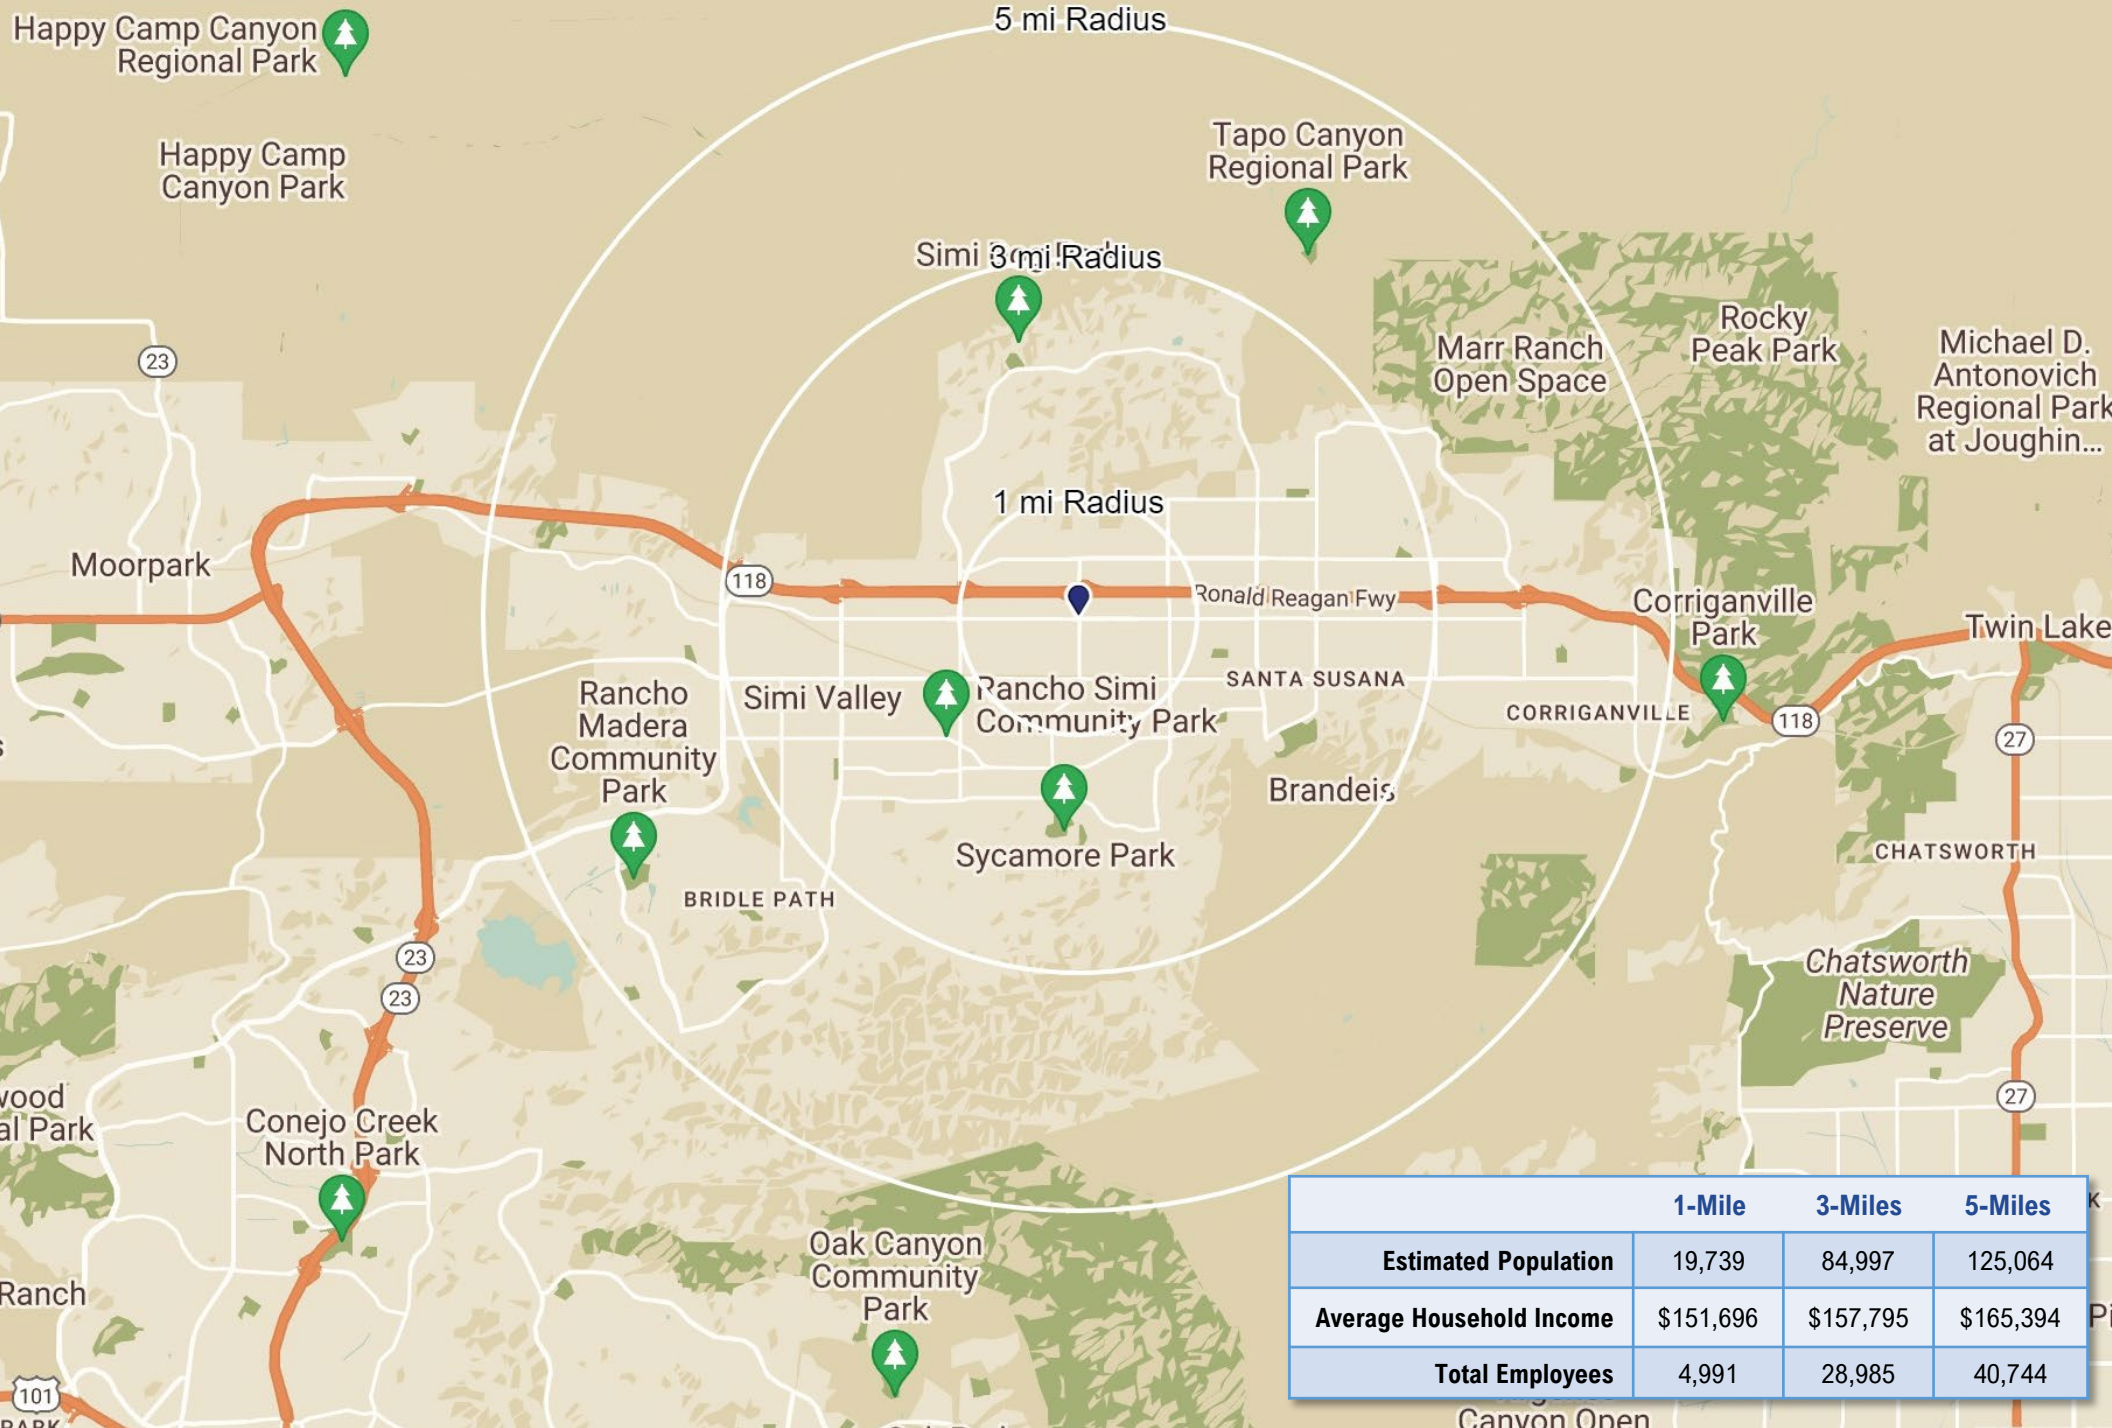 5 mi Radius
Happy Camp Canyon
Regional Park
Happy Camp
Canyon Park
Tapo Canyon
Regional Park
Simi
3 mi Radius
Rocky
Peak Park
Marr Ranch
Open Space
Michael D.
Antonovich
Regional Park
at Joughin...
23
1 mi Radius
Moorpark
118
Ronald Reagan Fwy
Corriganville
Park
Twin Lake
Rancho
Madera
Community
Park
Simi Valley
Rancho Simi
Community Park
SANTA SUSANA
CORRIGANVILLE
118
27
Brandeis
Sycamore Park
BRIDLE PATH
CHATSWORTH
23
23
Chatsworth
Nature
Preserve
27
wood
al Park
Conejo Creek
North Park
Oak Canyon
Community
Park
Ranch
101
PARK
K
Pi
1-Mile 3-Miles 5-Miles
Estimated Population 19,739 84,997 125,064
Average Household Income $151,696 $157,795 $165,394
Total Employees 4,991 28,985 40,744
Canyon Open